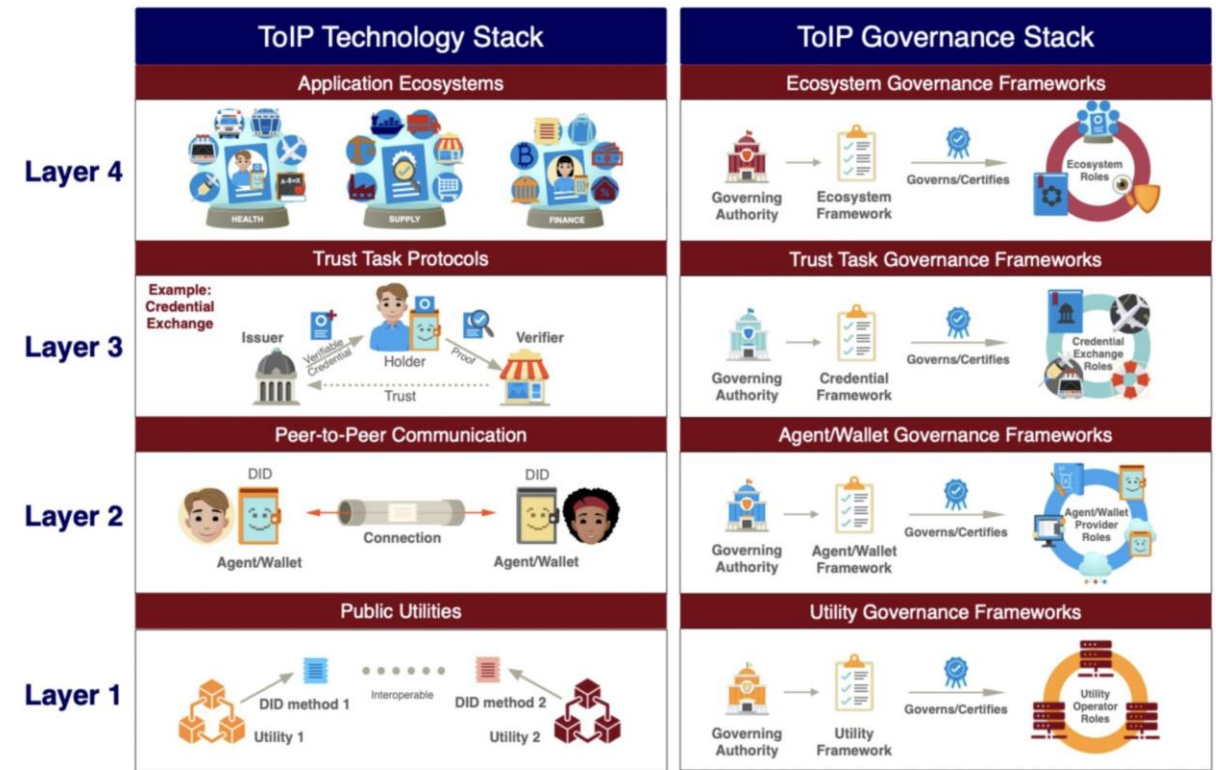 ToIP Technology Stack
ToIP Governance Stack
Layer 4
Application Ecosystems
HEALTH
SUPPLY
FINANCE
Ecosystem Governance Frameworks
Governing
Authority
Ecosystem
Framework
Governs/Certifies
Ecosystem
Roles
Layer 3
Trust Task Protocols
Example:
Credential
Exchange
Issuer
Verifiable
Credential
Holder
Proof
Verifier
Trust
Trust Task Governance Frameworks
Governing
Authority
Credential
Framework
Governs/Certifies
Credential
Exchange
Roles
Layer 2
Peer-to-Peer Communication
DID
Agent/Wallet
Connection
DID
Agent/Wallet
Agent/Wallet Governance Frameworks
Governing
Authority
Agent/Wallet
Framework
Governs/Certifies
Agent/Wallet
Provider
Roles
Layer 1
Public Utilities
DID method 1
Utility 1
Interoperable
DID method 2
Utility 2
Utility Governance Frameworks
Governing
Authority
Utility
Framework
Governs/Certifies
Utility
Operator
Roles